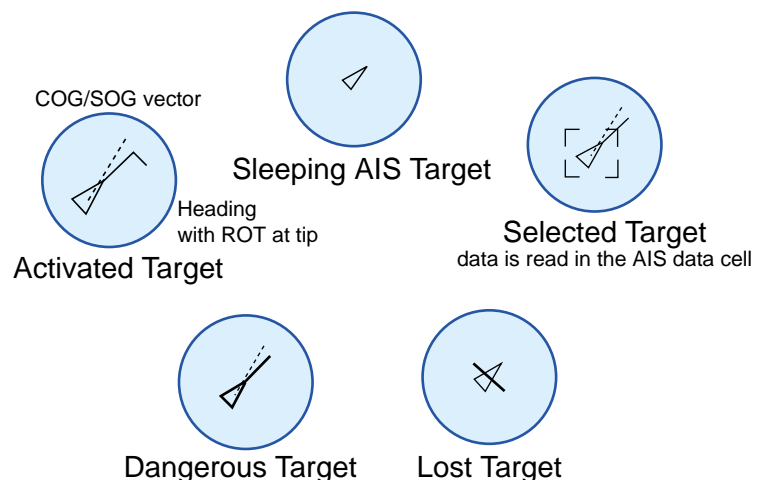 COG/SOG vector
Sleeping AIS Target
Heading
with ROT at tip
Activated Target
Selected Target
data is read in the AIS data cell
Dangerous Target
Lost Target